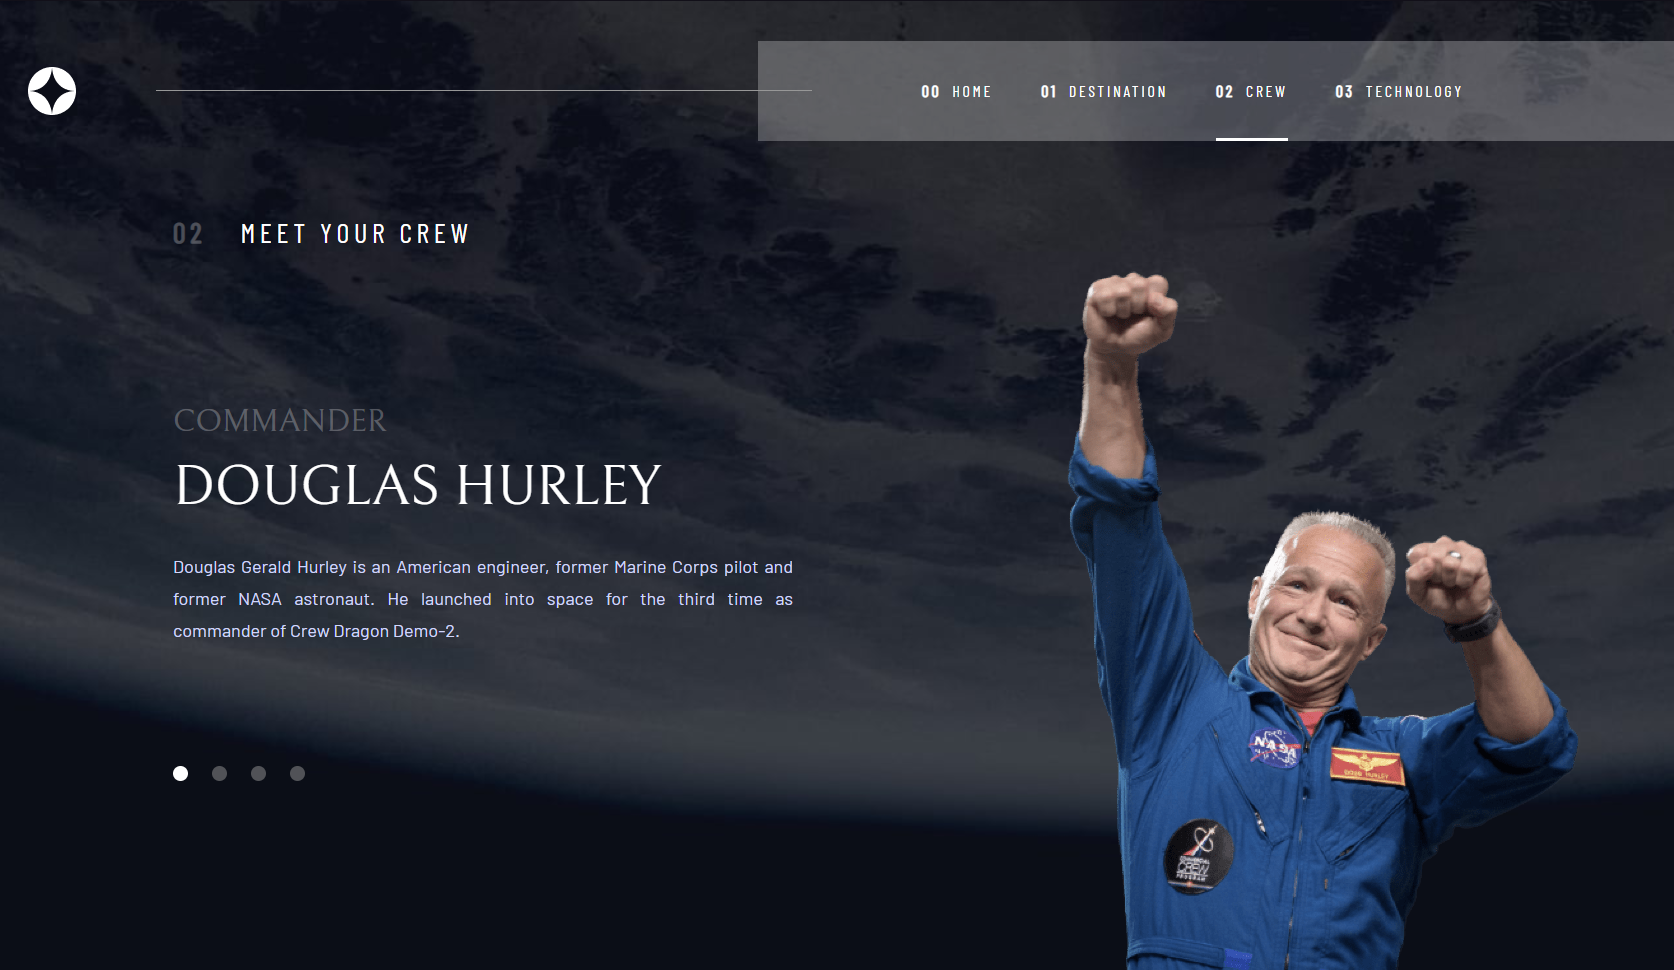 00 HOME 01 DESTINATION 02 CREW 03 TECHNOLOGY
02 MEET YOUR CREW
COMMANDER
DOUGLAS HURLEY
Douglas Gerald Hurley is an American engineer, former Marine Corps pilot and
former NASA astronaut. He launched into space for the third time as
commander of Crew Dragon Demo-2.
NASA
DOUG HURLEY
COMMERCIAL
CREW
PROGRAM